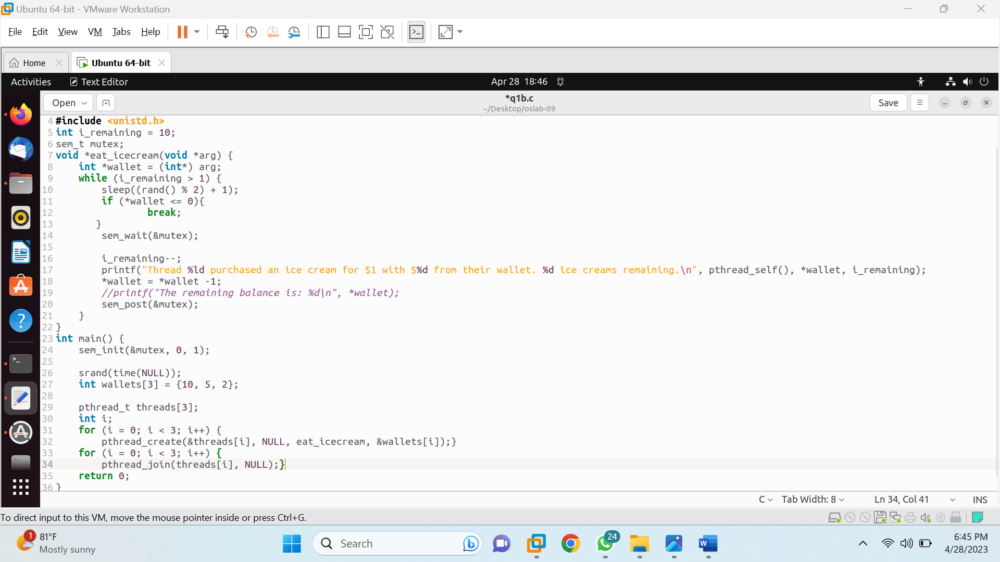 Ubuntu 64-bit - VMware Workstation
File Edit View VM Tabs Help
Home Ubuntu 64-bit
Activities Text Editor Apr 28 18:46
Open *q1b.c Save
~/Desktop/oslab-09
4 #include <unistd.h>
5 int i_remaining = 10;
6 sem_t mutex;
7 void *eat_icecream(void *arg) {
8     int *wallet = (int*) arg;
9     while (i_remaining > 1) {
10         sleep((rand() % 2) + 1);
11         if (*wallet <= 0){
12                 break;
13        }
14         sem_wait(&mutex);
15
16         i_remaining--;
17         printf("Thread %ld purchased an ice cream for $1 with $%d from their wallet. %d ice creams remaining.\n", pthread_self(), *wallet, i_remaining);
18         *wallet = *wallet -1;
19         //printf("The remaining balance is: %d\n", *wallet);
20         sem_post(&mutex);
21     }
22 }
23 int main() {
24     sem_init(&mutex, 0, 1);
25
26     srand(time(NULL));
27     int wallets[3] = {10, 5, 2};
28
29     pthread_t threads[3];
30     int i;
31     for (i = 0; i < 3; i++) {
32         pthread_create(&threads[i], NULL, eat_icecream, &wallets[i]);}
33     for (i = 0; i < 3; i++) {
34         pthread_join(threads[i], NULL);}
35     return 0;
36 }
C Tab Width: 8 Ln 34, Col 41 INS
To direct input to this VM, move the mouse pointer inside or press Ctrl+G.
1 81°F
Mostly sunny
Search
24
W
6:45 PM
4/28/2023